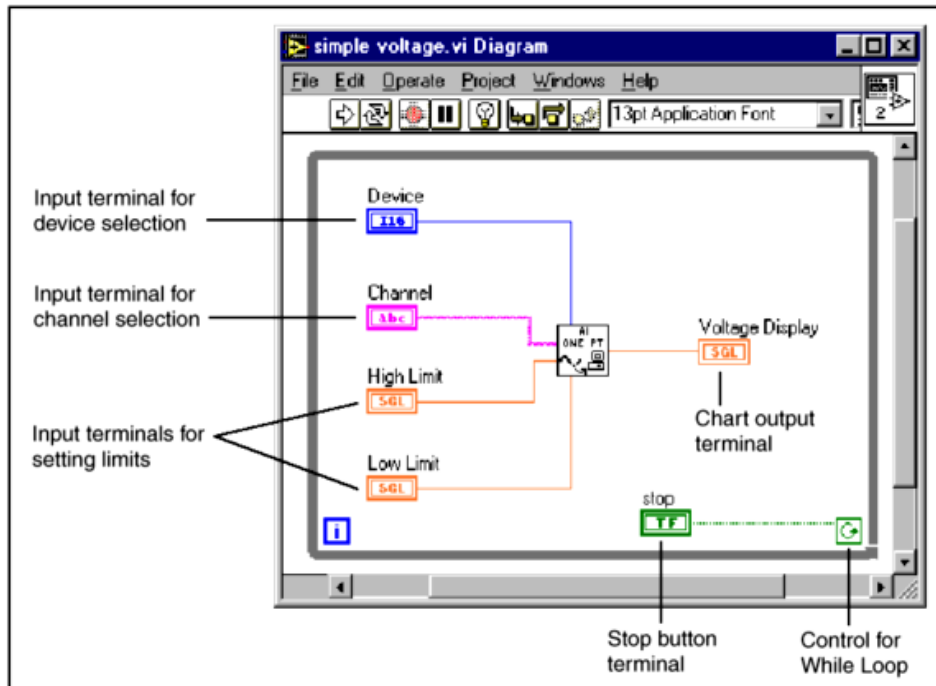 simple voltage.vi Diagram
File Edit Operate Project Windows Help
13pt Application Font
2
Input terminal for
device selection
Device
I16
Input terminal for
channel selection
Channel
Abc
AI
ONE PT
Voltage Display
SGL
High Limit
SGL
Chart output
terminal
Input terminals for
setting limits
Low Limit
SGL
stop
TF
i
Stop button
terminal
Control for
While Loop